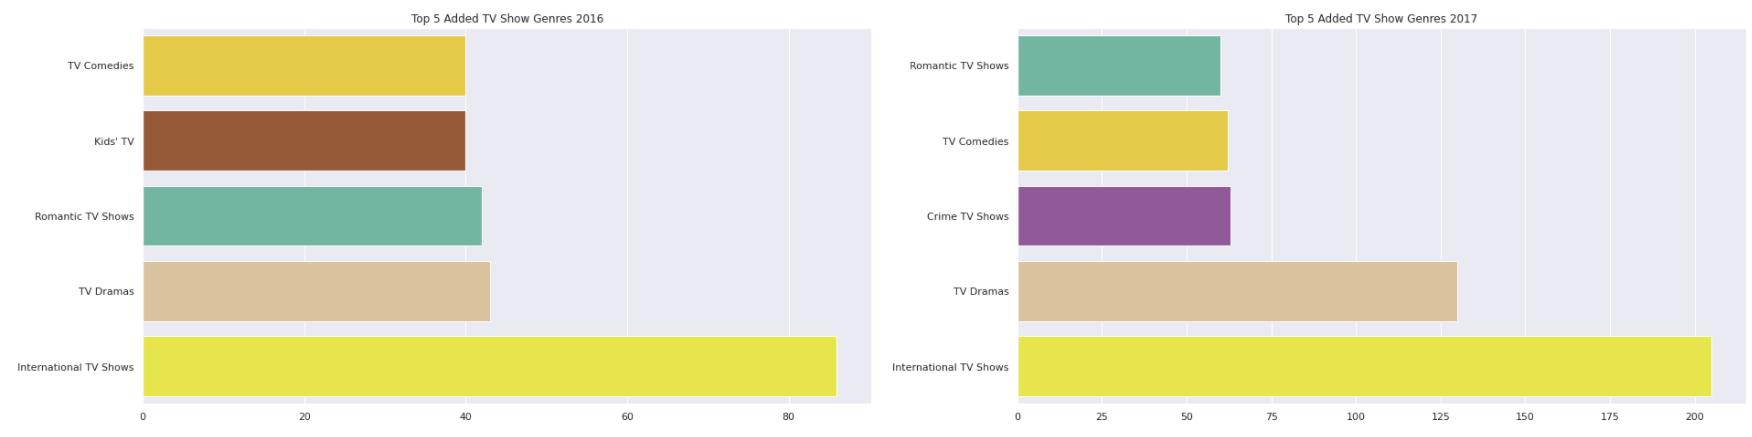 Top 5 Added TV Show Genres 2016
TV Comedies
Kids' TV
Romantic TV Shows
TV Dramas
International TV Shows
0 20 40 60 80
Top 5 Added TV Show Genres 2017
Romantic TV Shows
TV Comedies
Crime TV Shows
TV Dramas
International TV Shows
0 25 50 75 100 125 150 175 200